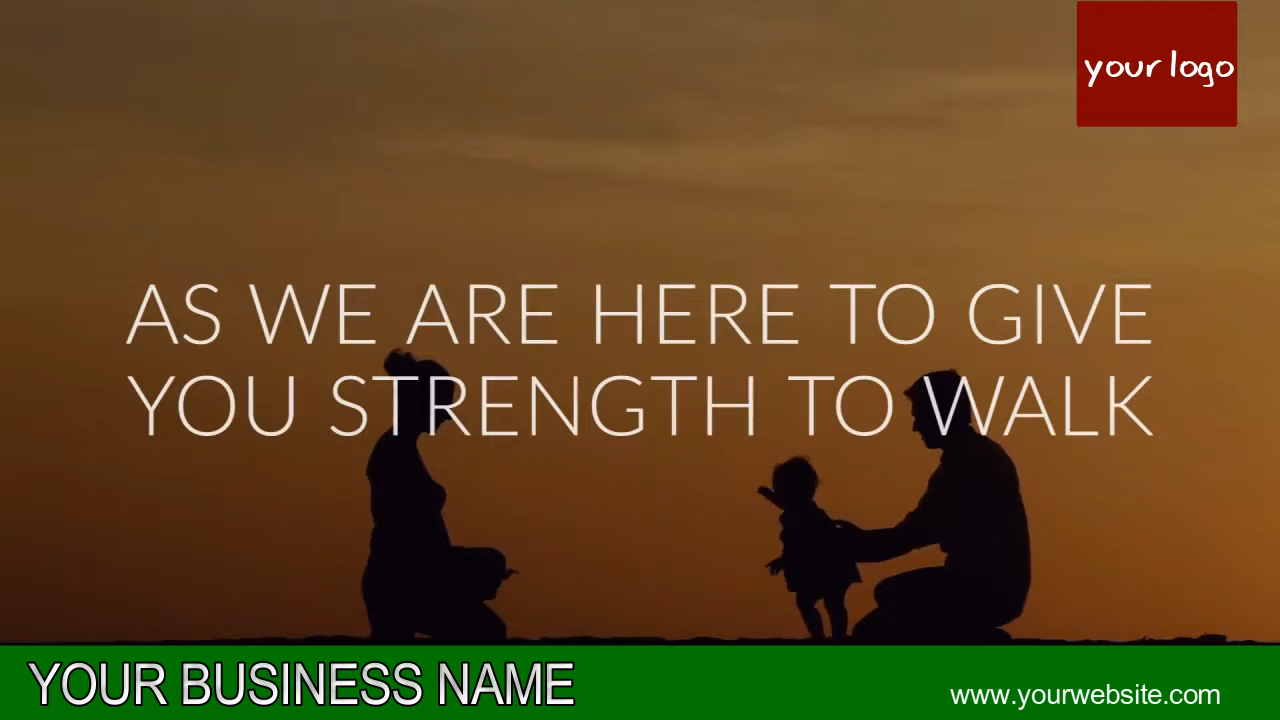 your logo
AS WE ARE HERE TO GIVE
YOU STRENGTH TO WALK
YOUR BUSINESS NAME
www.yourwebsite.com